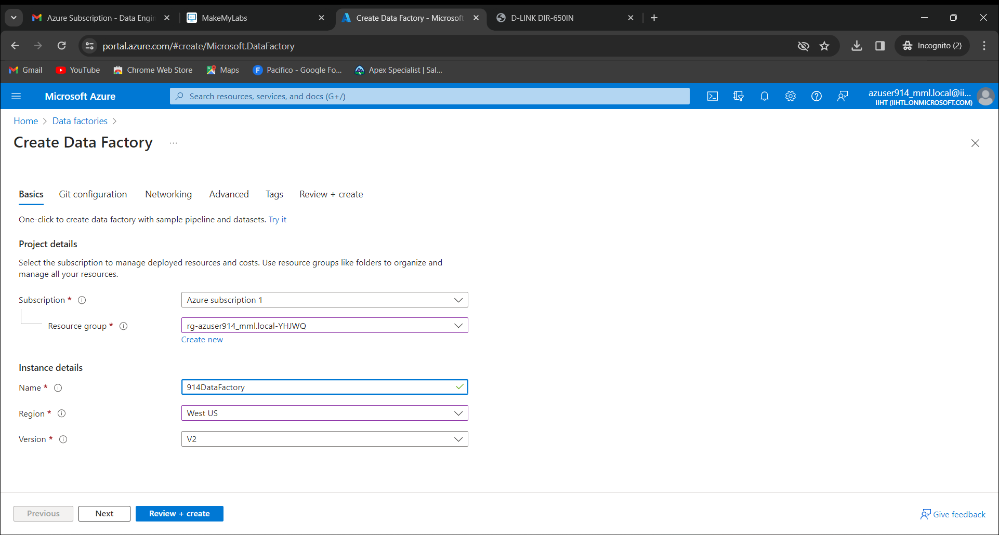 Azure Subscription - Data Engin
MakeMyLabs
Create Data Factory - Microsoft
D-LINK DIR-650IN
portal.azure.com/#create/Microsoft.DataFactory
Incognito (2)
Gmail
YouTube
Chrome Web Store
Maps
Pacifico - Google Fo...
Apex Specialist | Sal...
Microsoft Azure
Search resources, services, and docs (G+/)
azuser914_mml.local@ii...
IIHT (IIHTL.ONMICROSOFT.COM)
Home > Data factories >
Create Data Factory ...
Basics
Git configuration
Networking
Advanced
Tags
Review + create
One-click to create data factory with sample pipeline and datasets. Try it
Project details
Select the subscription to manage deployed resources and costs. Use resource groups like folders to organize and
manage all your resources.
Subscription *
Azure subscription 1
Resource group *
rg-azuser914_mml.local-YHJWQ
Create new
Instance details
Name *
914DataFactory
Region *
West US
Version *
V2
Previous
Next
Review + create
Give feedback